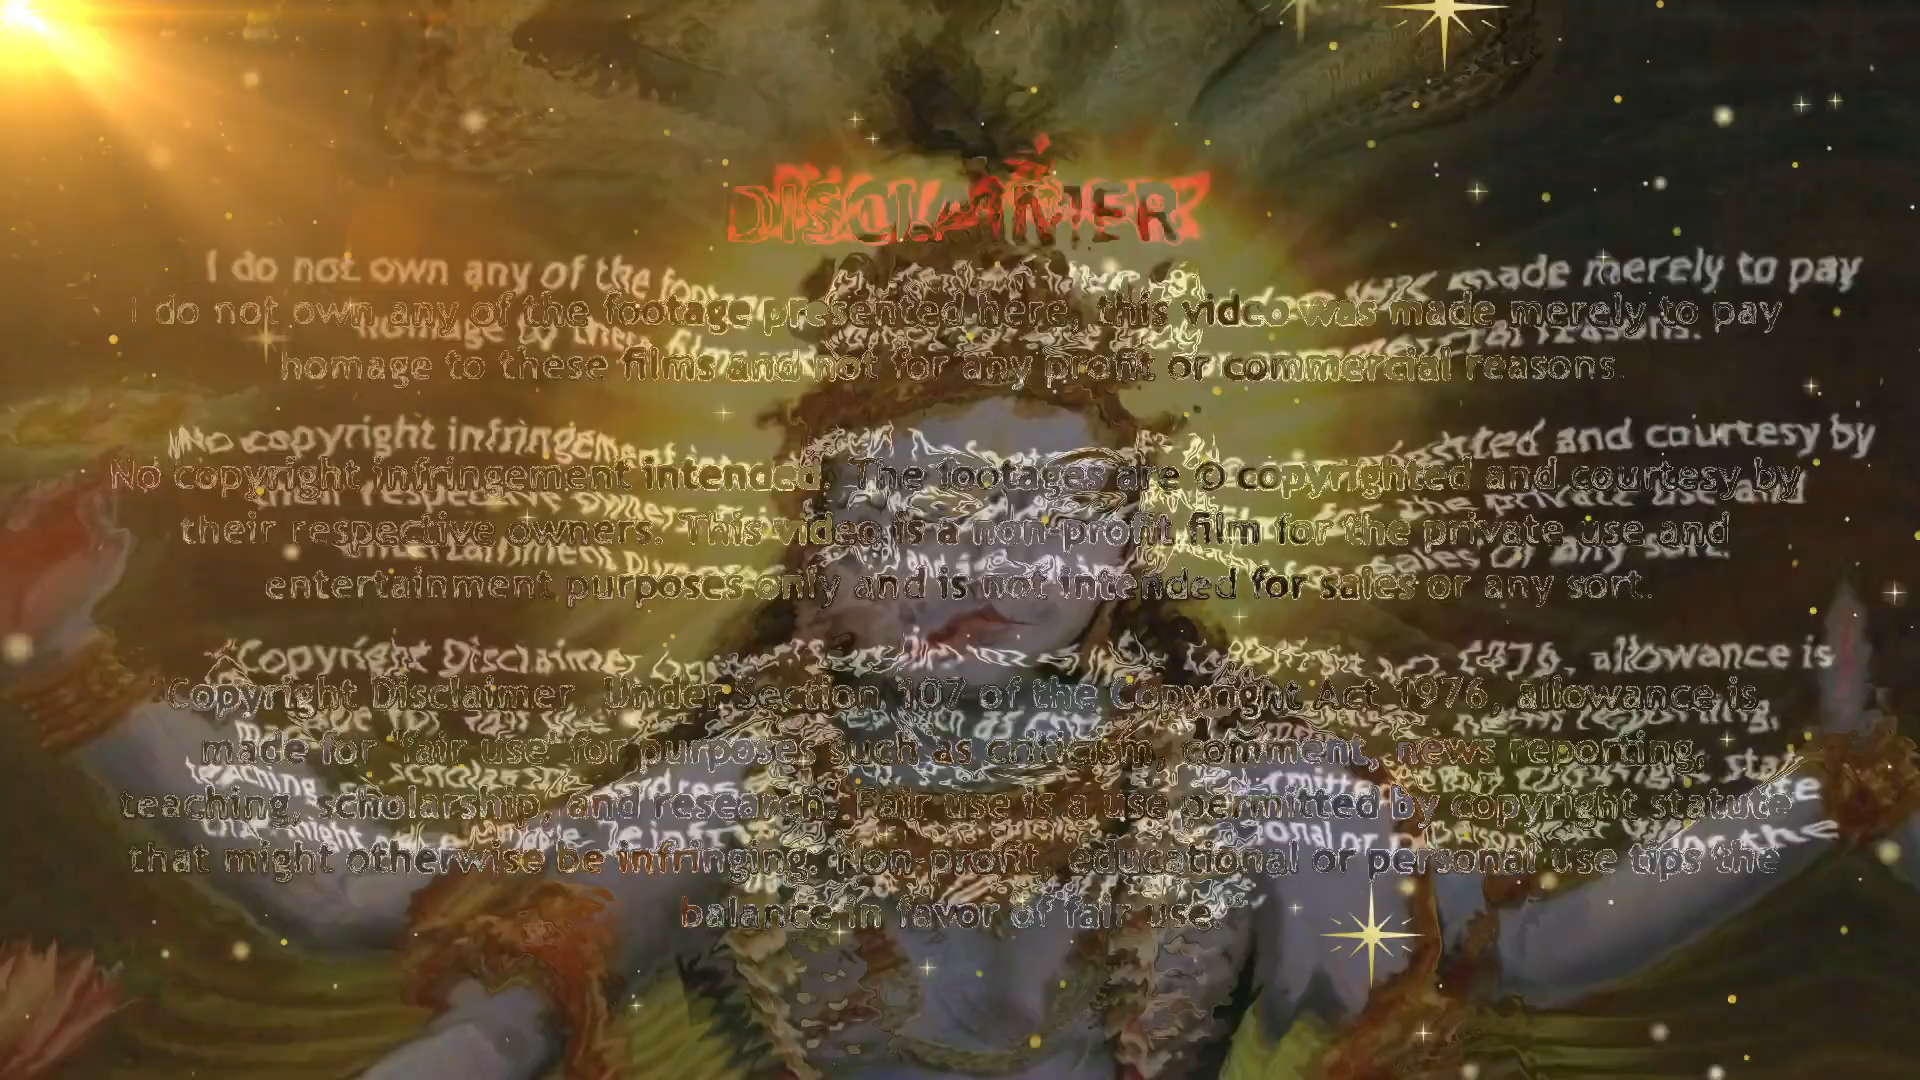 DISCLAIMER
I do not own any of the footage presented here, this video was made merely to pay
homage to these films and not for any profit or commercial reasons.
No copyright infringement intended. The footages are © copyrighted and courtesy by
their respective owners. This video is a non-profit film for the private use and
entertainment purposes only and is not intended for sales or any sort.
"Copyright Disclaimer, Under Section 107 of the Copyright Act 1976, allowance is
made for 'fair use' for purposes such as criticism, comment, news reporting,
teaching, scholarship, and research. Fair use is a use permitted by copyright statute
that might otherwise be infringing. Non-profit, educational or personal use tips the
balance in favor of fair use."